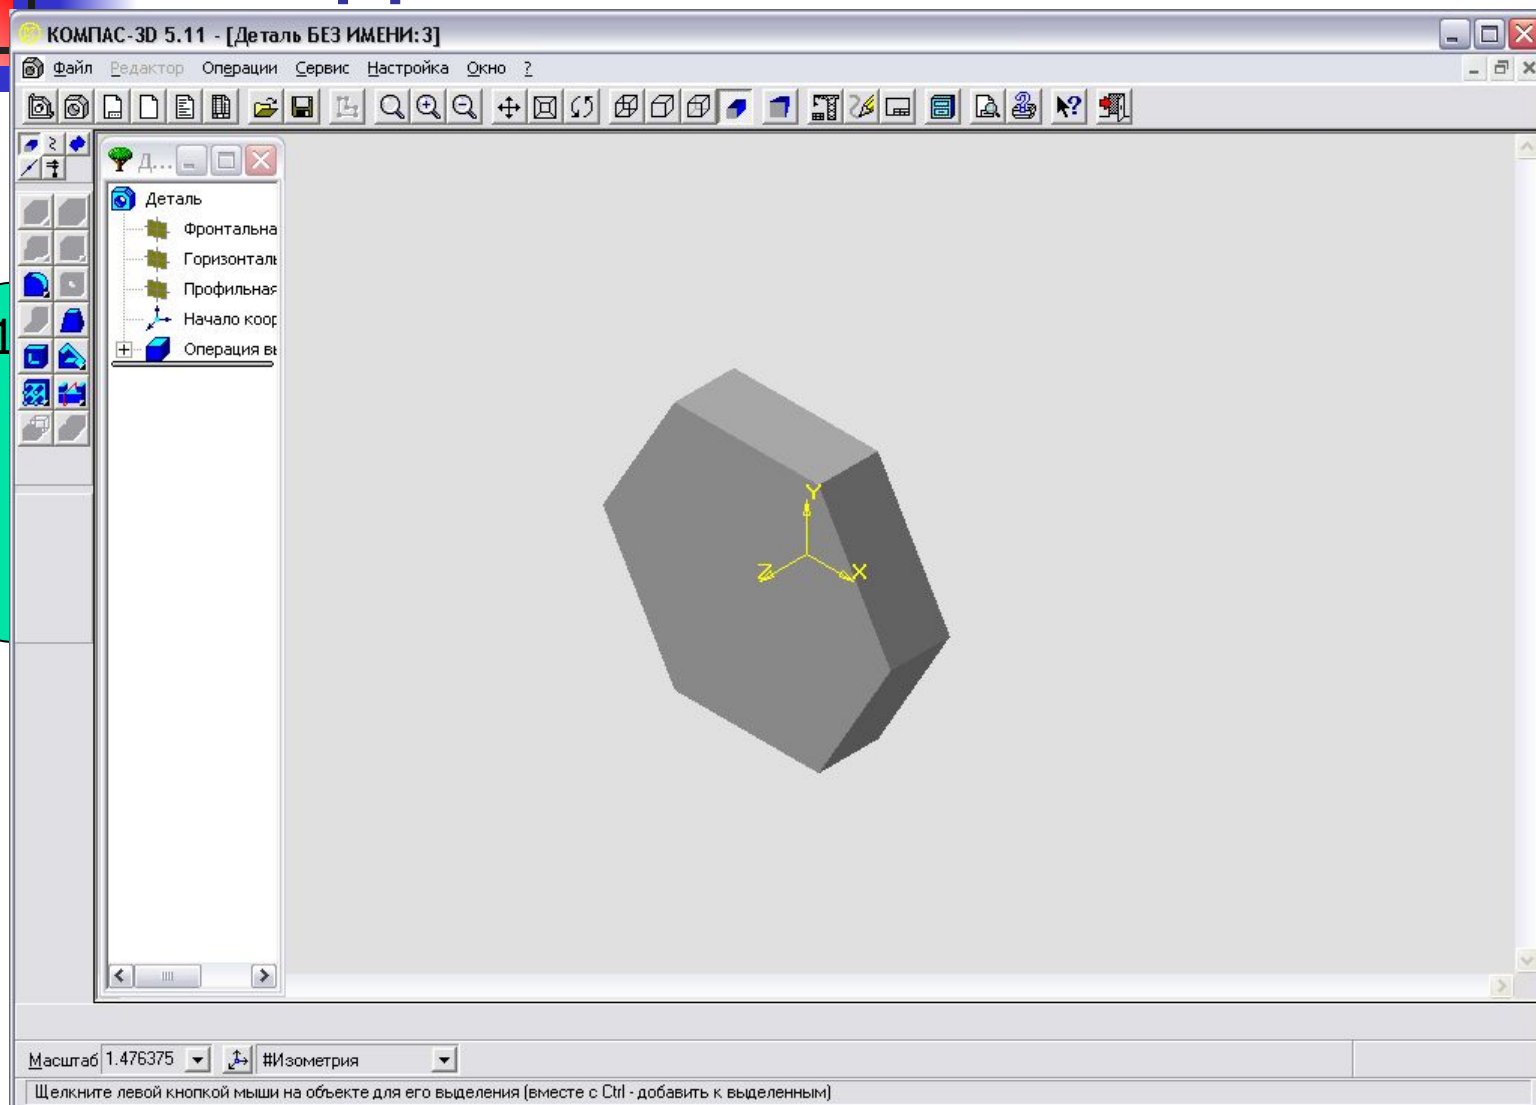 КОМПАС-3D 5.11 - [Деталь БЕЗ ИМЕНИ:3]
Файл Редактор Операции Сервис Настройка Окно ?
Д...
Деталь
Фронтальна
Горизонталь
Профильная
Начало коор
Операция вы
1
Y
Z X
Масштаб 1.476375 #Изометрия
Щелкните левой кнопкой мыши на объекте для его выделения (вместе с Ctrl - добавить к выделенным)